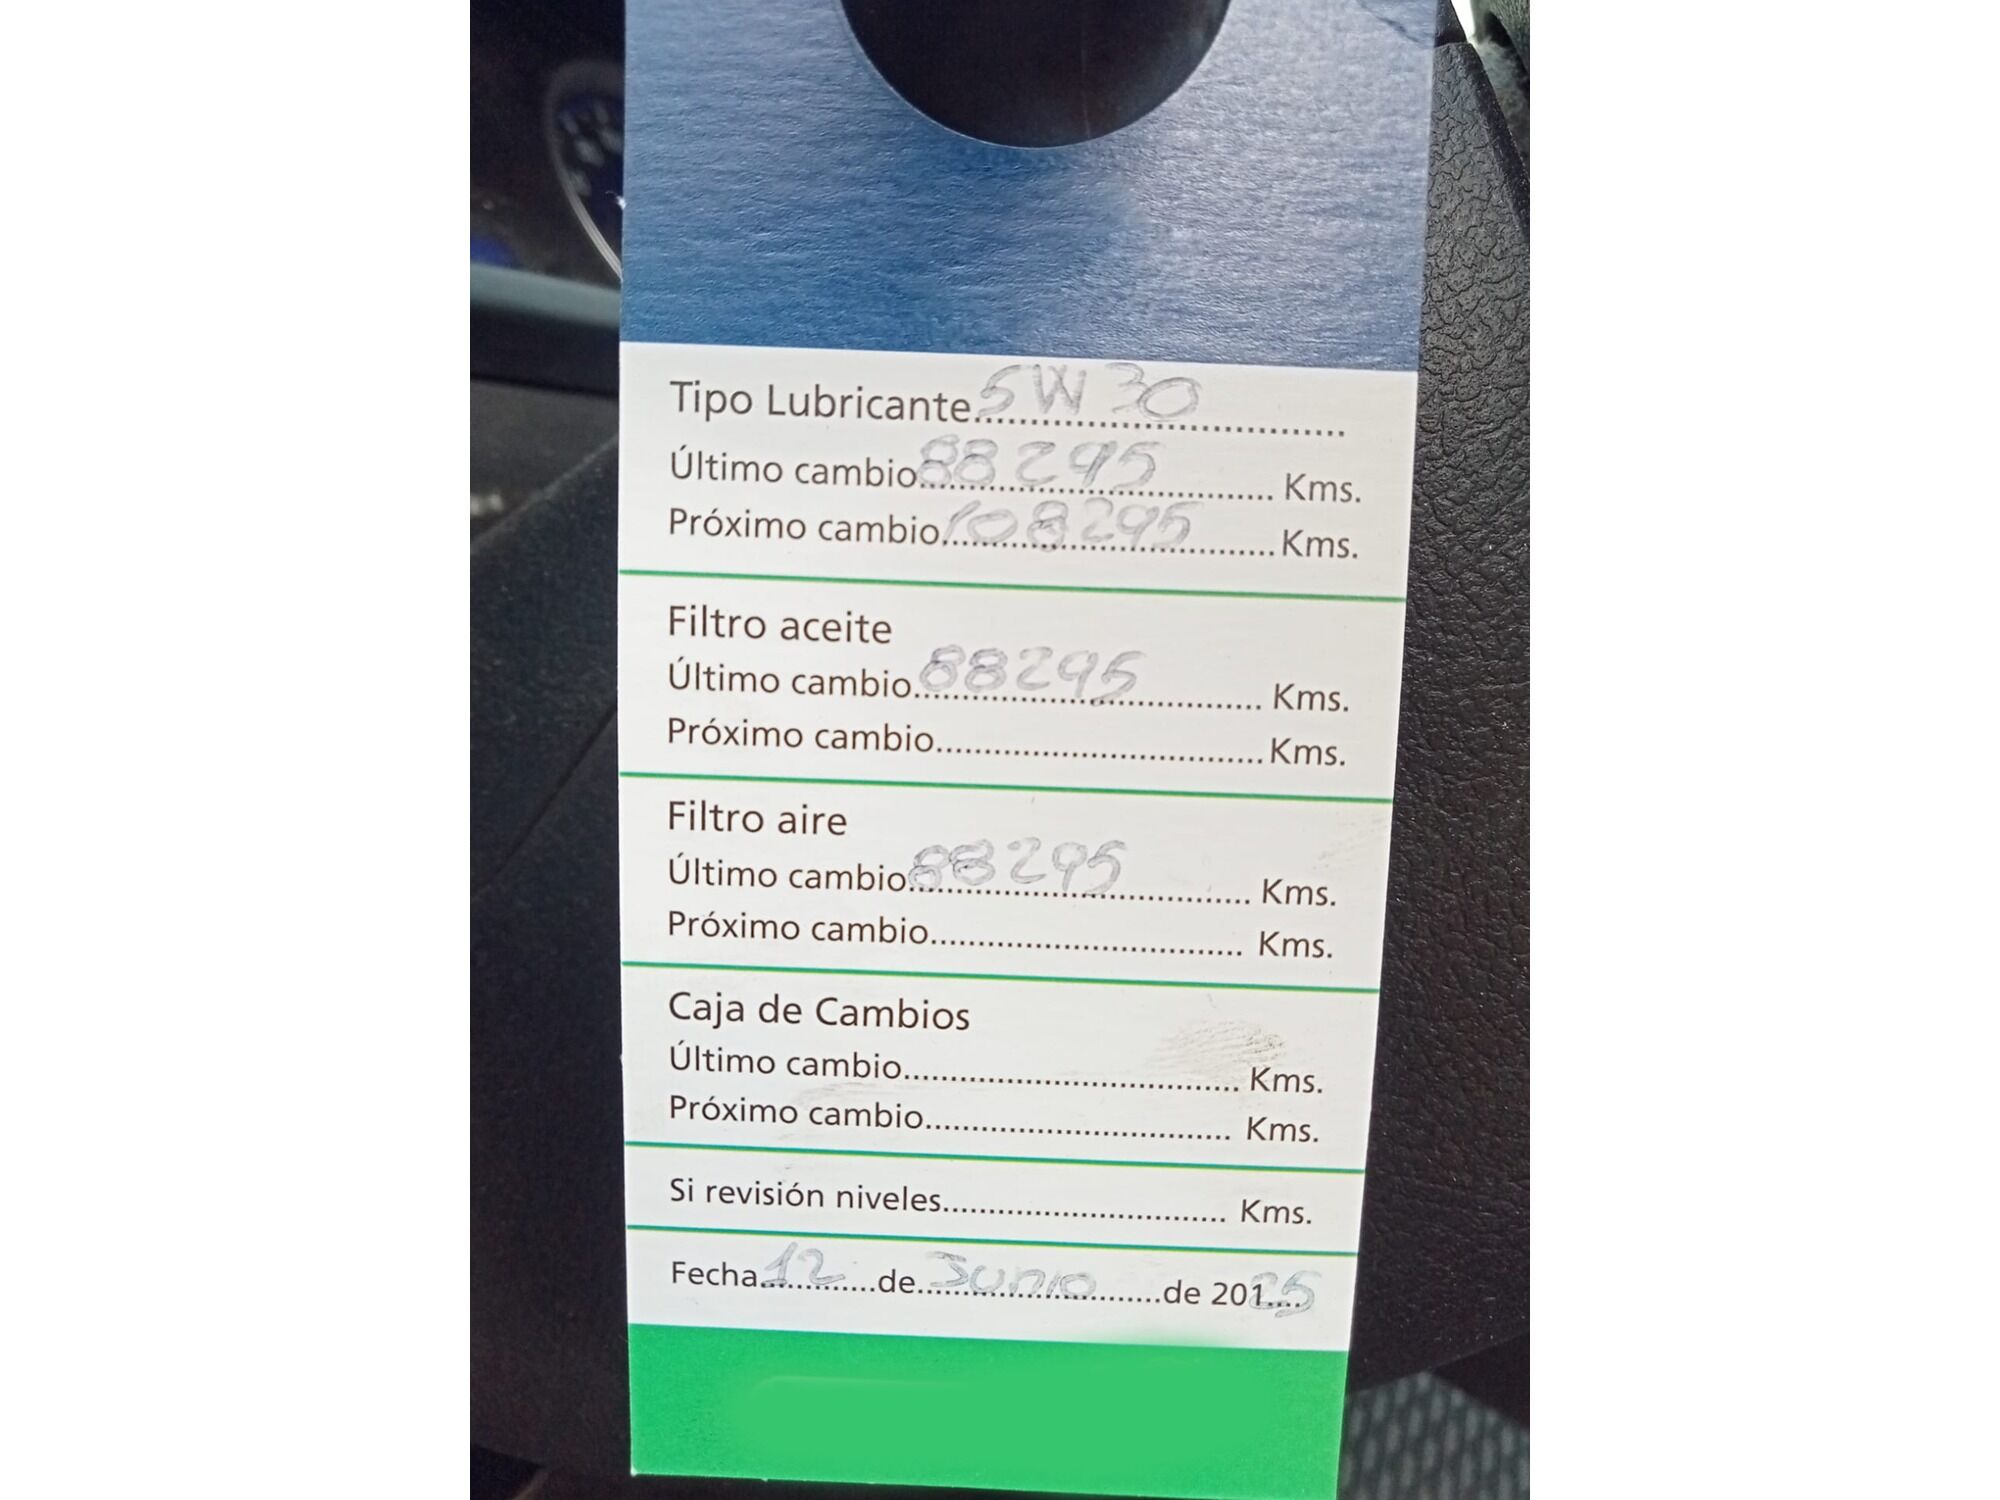 Tipo Lubricante 5W30
Último cambio 88295 Kms.
Próximo cambio 108295 Kms.
Filtro aceite
Último cambio 88295 Kms.
Próximo cambio Kms.
Filtro aire
Último cambio 88295 Kms.
Próximo cambio Kms.
Caja de Cambios
Último cambio Kms.
Próximo cambio Kms.
Si revisión niveles Kms.
Fecha 12 de Junio de 20125